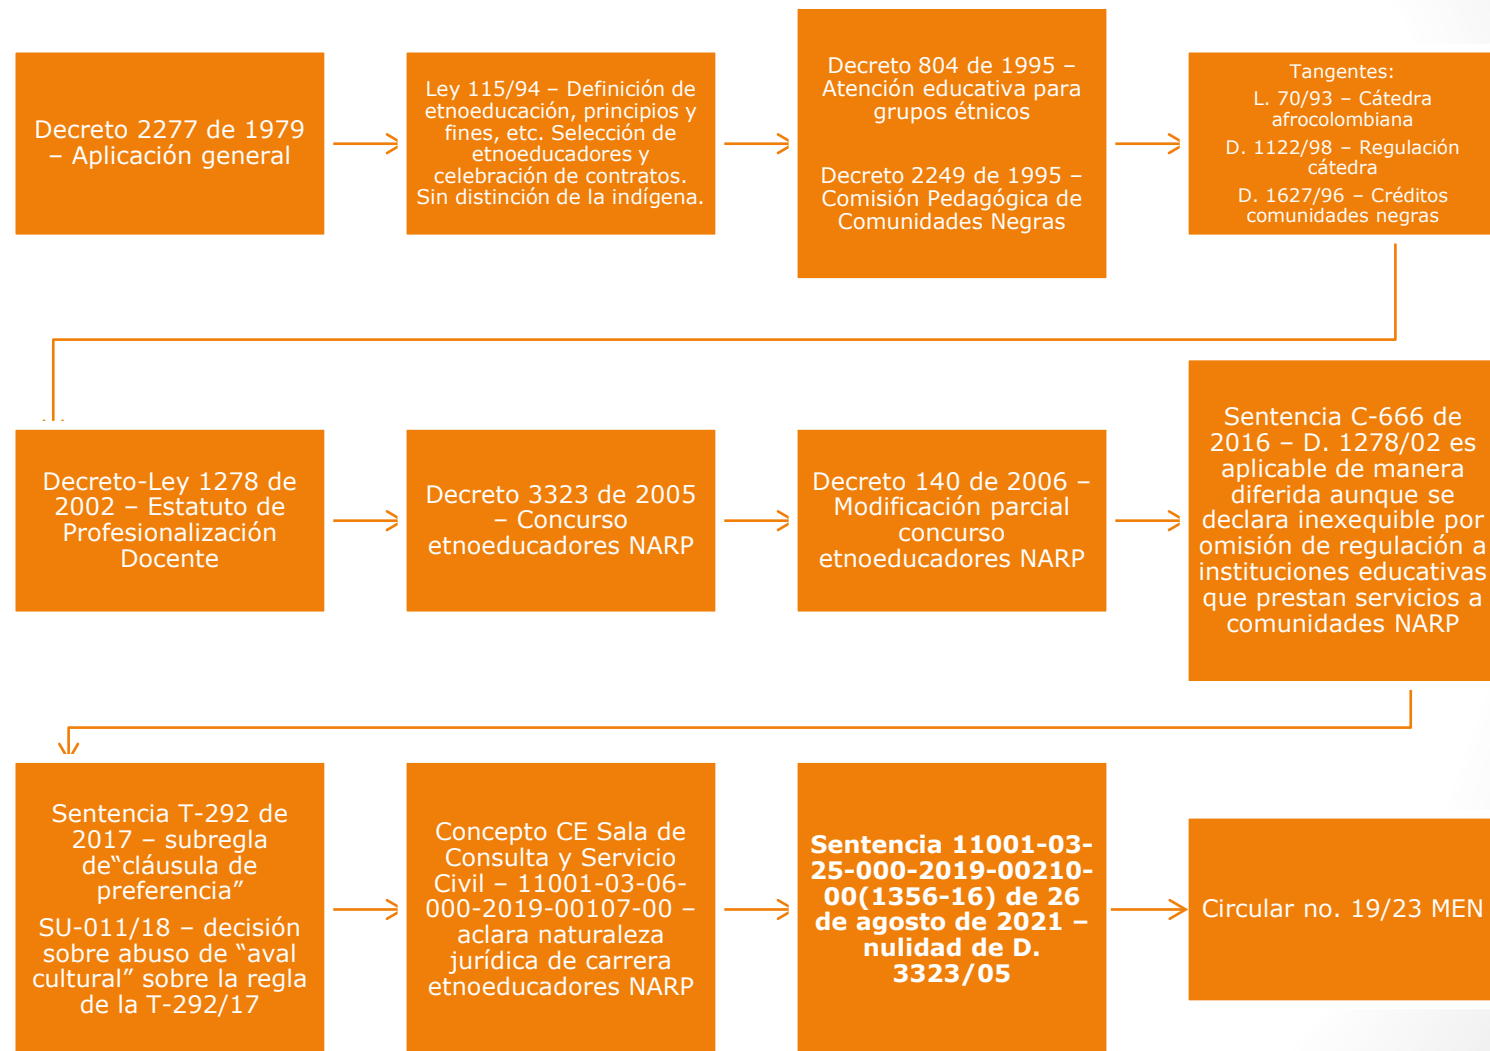 Decreto 2277 de 1979
– Aplicación general
Ley 115/94 – Definición de
etnoeducación, principios y
fines, etc. Selección de
etnoeducadores y
celebración de contratos.
Sin distinción de la indígena.
Decreto 804 de 1995 –
Atención educativa para
grupos étnicos
Decreto 2249 de 1995 –
Comisión Pedagógica de
Comunidades Negras
Tangentes:
L. 70/93 – Cátedra
afrocolombiana
D. 1122/98 – Regulación
cátedra
D. 1627/96 – Créditos
comunidades negras
Decreto-Ley 1278 de
2002 – Estatuto de
Profesionalización
Docente
Decreto 3323 de 2005
– Concurso
etnoeducadores NARP
Decreto 140 de 2006 –
Modificación parcial
concurso
etnoeducadores NARP
Sentencia C-666 de
2016 – D. 1278/02 es
aplicable de manera
diferida aunque se
declara inexequible por
omisión de regulación a
instituciones educativas
que prestan servicios a
comunidades NARP
Sentencia T-292 de
2017 – subregla
de“cláusula de
preferencia”
SU-011/18 – decisión
sobre abuso de “aval
cultural” sobre la regla
de la T-292/17
Concepto CE Sala de
Consulta y Servicio
Civil – 11001-03-06-
000-2019-00107-00 –
aclara naturaleza
jurídica de carrera
etnoeducadores NARP
Sentencia 11001-03-
25-000-2019-00210-
00(1356-16) de 26
de agosto de 2021 –
nulidad de D.
3323/05
Circular no. 19/23 MEN